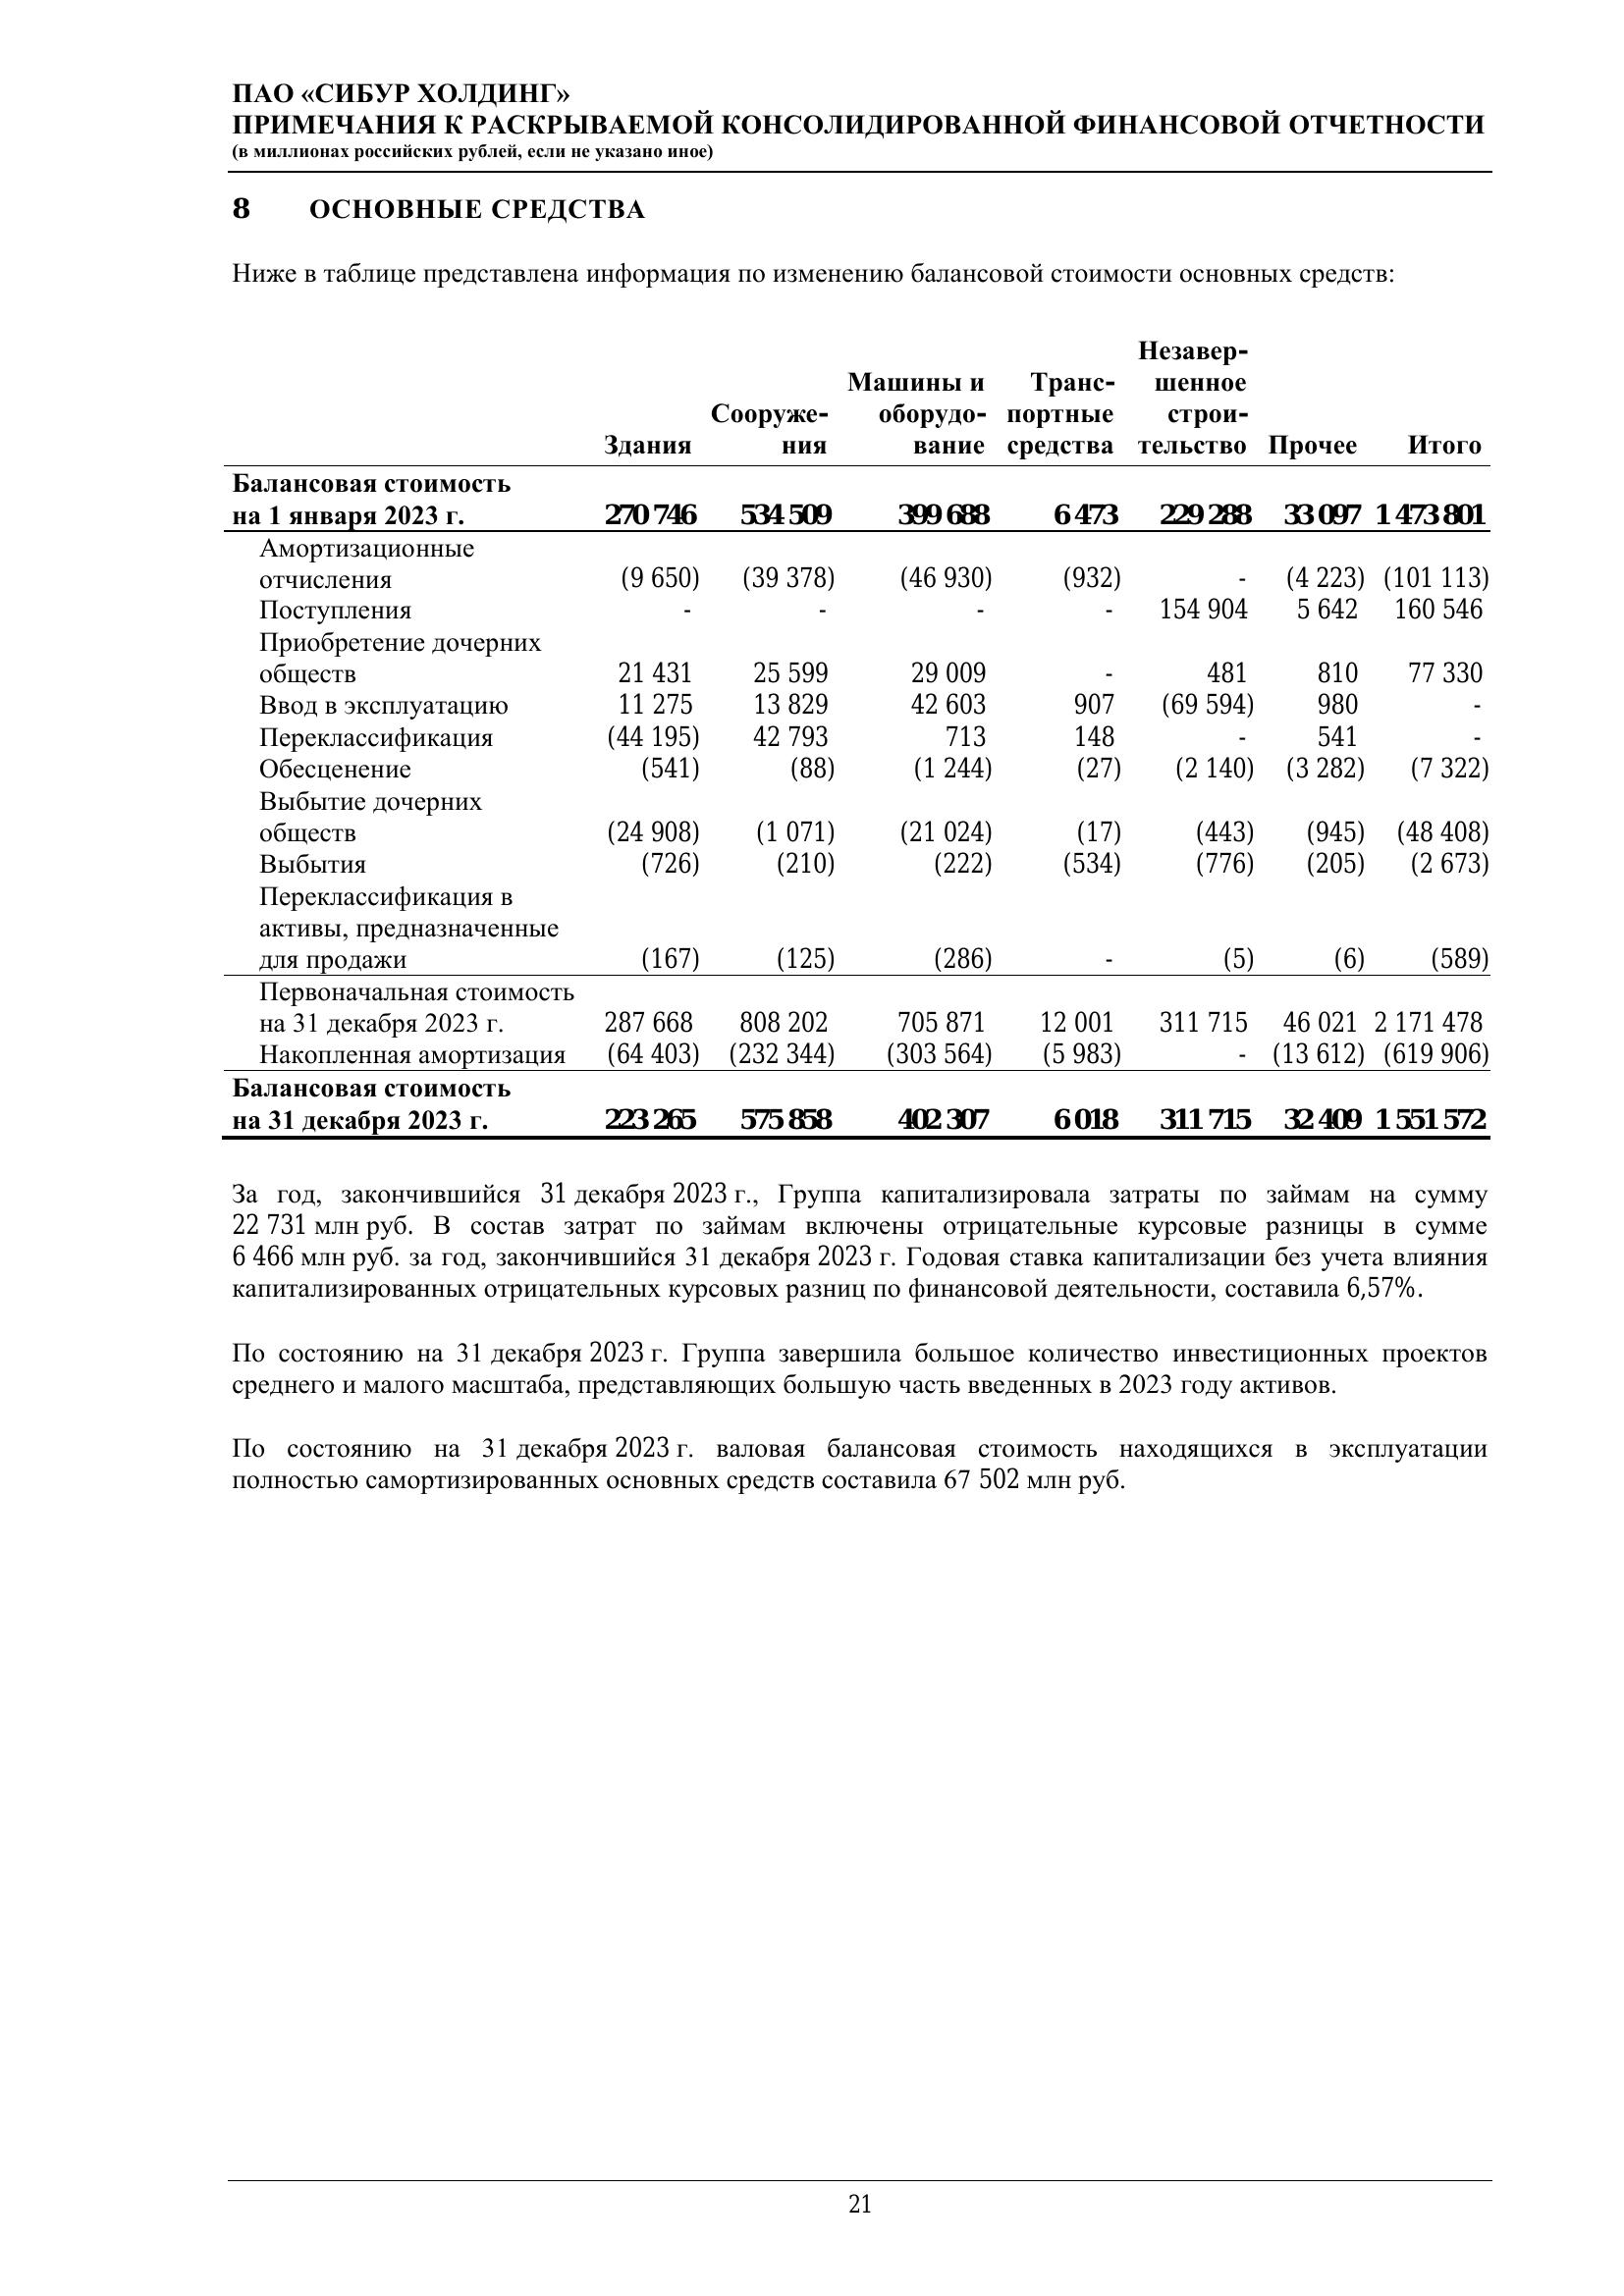 ПАО «СИБУР ХОЛДИНГ»
ПРИМЕЧАНИЯ К РАСКРЫВАЕМОЙ КОНСОЛИДИРОВАННОЙ ФИНАНСОВОЙ ОТЧЕТНОСТИ
(в миллионах российских рублей, если не указано иное)
8 ОСНОВНЫЕ СРЕДСТВА
Ниже в таблице представлена информация по изменению балансовой стоимости основных средств:
Незавер-
Машины и Транс- шенное
Сооруже- оборудо- портные строи-
Здания ния вание средства тельство Прочее Итого
Балансовая стоимость
на 1 января 2023 г. 270 746 534 509 399 688 6 473 229 288 33 097 1 473 801
Амортизационные
отчисления (9 650) (39 378) (46 930) (932) - (4 223) (101 113)
Поступления - - - - 154 904 5 642 160 546
Приобретение дочерних
обществ 21 431 25 599 29 009 - 481 810 77 330
Ввод в эксплуатацию 11 275 13 829 42 603 907 (69 594) 980 -
Переклассификация (44 195) 42 793 713 148 - 541 -
Обесценение (541) (88) (1 244) (27) (2 140) (3 282) (7 322)
Выбытие дочерних
обществ (24 908) (1 071) (21 024) (17) (443) (945) (48 408)
Выбытия (726) (210) (222) (534) (776) (205) (2 673)
Переклассификация в
активы, предназначенные
для продажи (167) (125) (286) - (5) (6) (589)
Первоначальная стоимость
на 31 декабря 2023 г. 287 668 808 202 705 871 12 001 311 715 46 021 2 171 478
Накопленная амортизация (64 403) (232 344) (303 564) (5 983) - (13 612) (619 906)
Балансовая стоимость
на 31 декабря 2023 г. 223 265 575 858 402 307 6 018 311 715 32 409 1 551 572
За год, закончившийся 31 декабря 2023 г., Группа капитализировала затраты по займам на сумму
22 731 млн руб. В состав затрат по займам включены отрицательные курсовые разницы в сумме
6 466 млн руб. за год, закончившийся 31 декабря 2023 г. Годовая ставка капитализации без учета влияния
капитализированных отрицательных курсовых разниц по финансовой деятельности, составила 6,57%.
По состоянию на 31 декабря 2023 г. Группа завершила большое количество инвестиционных проектов
среднего и малого масштаба, представляющих большую часть введенных в 2023 году активов.
По состоянию на 31 декабря 2023 г. валовая балансовая стоимость находящихся в эксплуатации
полностью самортизированных основных средств составила 67 502 млн руб.
21